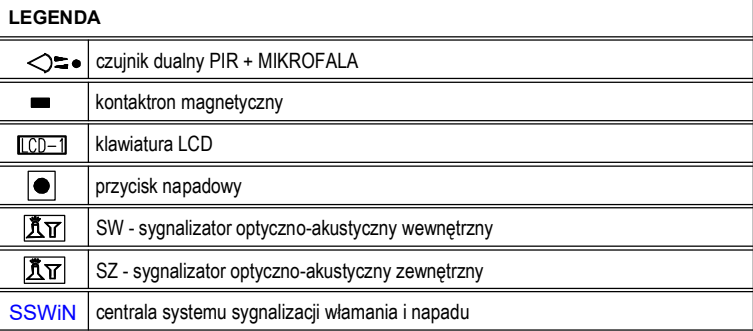 LEGENDA
czujnik dualny PIR + MIKROFALA
kontaktron magnetyczny
LCD-1 klawiatura LCD
przycisk napadowy
SW - sygnalizator optyczno-akustyczny wewnętrzny
SZ - sygnalizator optyczno-akustyczny zewnętrzny
SSWiN centrala systemu sygnalizacji włamania i napadu